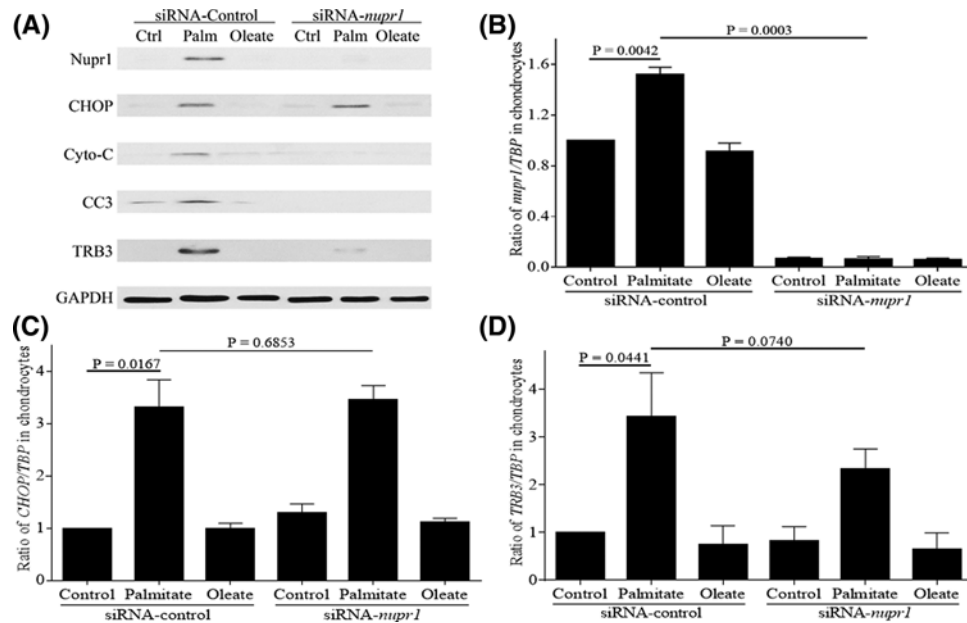 (A)
siRNA-Control siRNA-nupr1
Ctrl Palm Oleate Ctrl Palm Oleate
Nupr1
CHOP
Cyto-C
CC3
TRB3
GAPDH
(B)
P = 0.0003
P = 0.0042
Ratio of nupr1/TBP in chondrocytes
1.6
1.2
0.8
0.4
0.0
Control Palmitate Oleate Control Palmitate Oleate
siRNA-control siRNA-nupr1
(C)
P = 0.6853
P = 0.0167
Ratio of CHOP/TBP in chondrocytes
4
3
2
1
0
Control Palmitate Oleate Control Palmitate Oleate
siRNA-control siRNA-nupr1
(D)
P = 0.0740
P = 0.0441
Ratio of TRB3/TBP in chondrocytes
4
3
2
1
0
Control Palmitate Oleate Control Palmitate Oleate
siRNA-control siRNA-nupr1